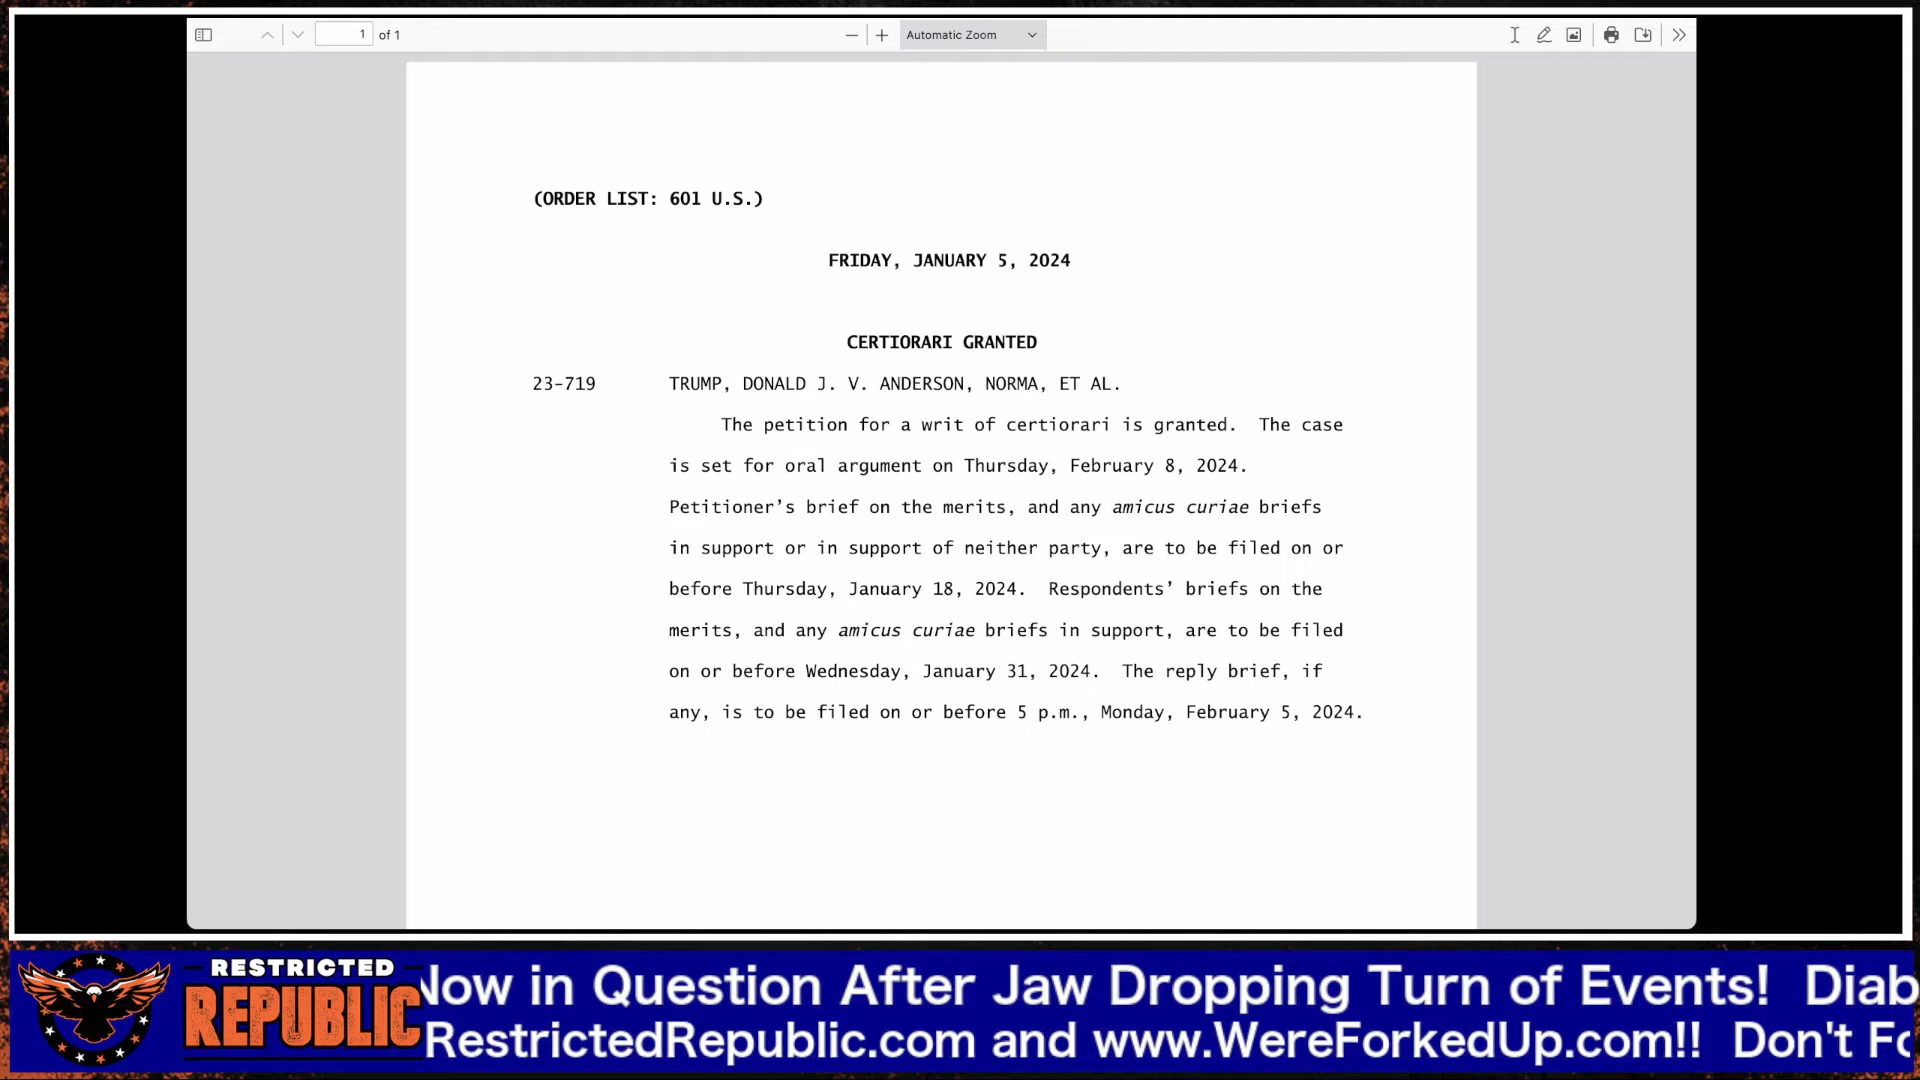 1 of 1
Automatic Zoom
(ORDER LIST: 601 U.S.)
FRIDAY, JANUARY 5, 2024
CERTIORARI GRANTED
23-719 TRUMP, DONALD J. V. ANDERSON, NORMA, ET AL.
The petition for a writ of certiorari is granted. The case
is set for oral argument on Thursday, February 8, 2024.
Petitioner’s brief on the merits, and any amicus curiae briefs
in support or in support of neither party, are to be filed on or
before Thursday, January 18, 2024. Respondents’ briefs on the
merits, and any amicus curiae briefs in support, are to be filed
on or before Wednesday, January 31, 2024. The reply brief, if
any, is to be filed on or before 5 p.m., Monday, February 5, 2024.
RESTRICTED
REPUBLIC
Now in Question After Jaw Dropping Turn of Events! Diab
RestrictedRepublic.com and www.WereForkedUp.com!! Don't Fo